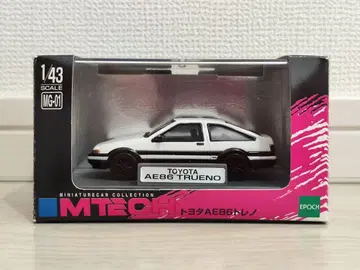 1/43
SCALE
MG-01
TOYOTA
AE86 TRUENO
MINIATURECAR COLLECTION
MTECH
トヨタAE86トレノ
EPOCH